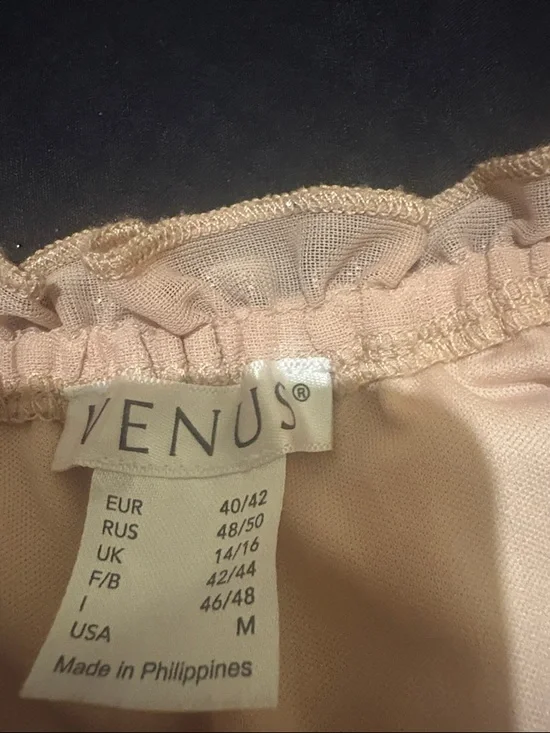 VENUS®
EUR 40/42
RUS 48/50
UK 14/16
F/B 42/44
I 46/48
USA M
Made in Philippines